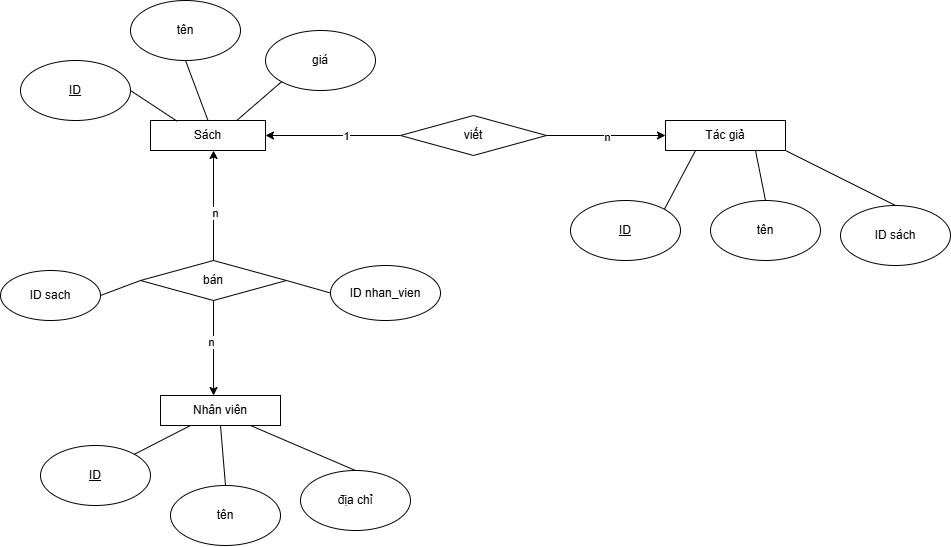 tên
giá
ID
Sách
1
viết
n
Tác giả
n
ID
tên
ID sách
bán
ID sach
ID nhan_vien
n
Nhân viên
ID
tên
địa chỉ